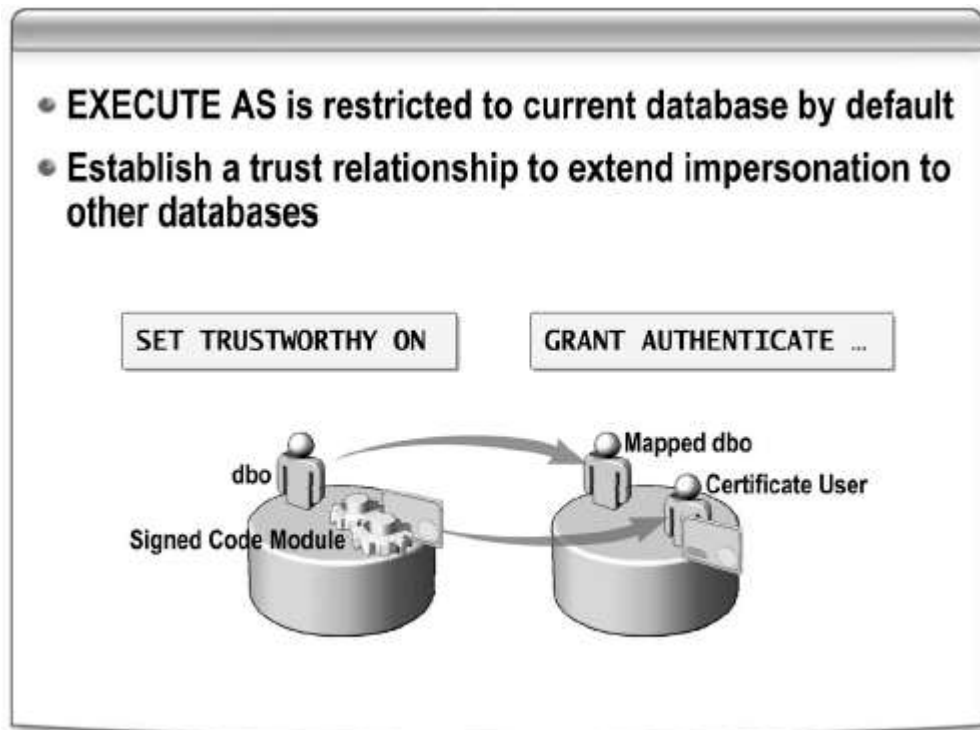 EXECUTE AS is restricted to current database by default
Establish a trust relationship to extend impersonation to
other databases
SET TRUSTWORTHY ON
GRANT AUTHENTICATE ...
Mapped dbo
dbo
Certificate User
Signed Code Module